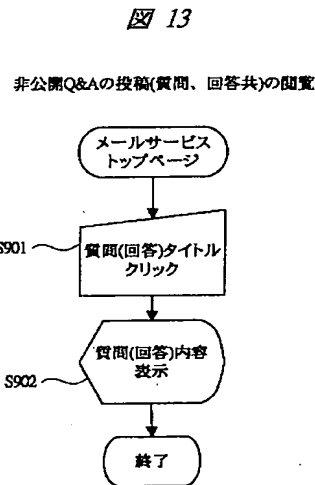 図 13
非公開Q&Aの投稿(質問、回答共)の閲覧
メールサービス
トップページ
S901
質問(回答)タイトル
クリック
質問(回答)内容
表示
S902
終了